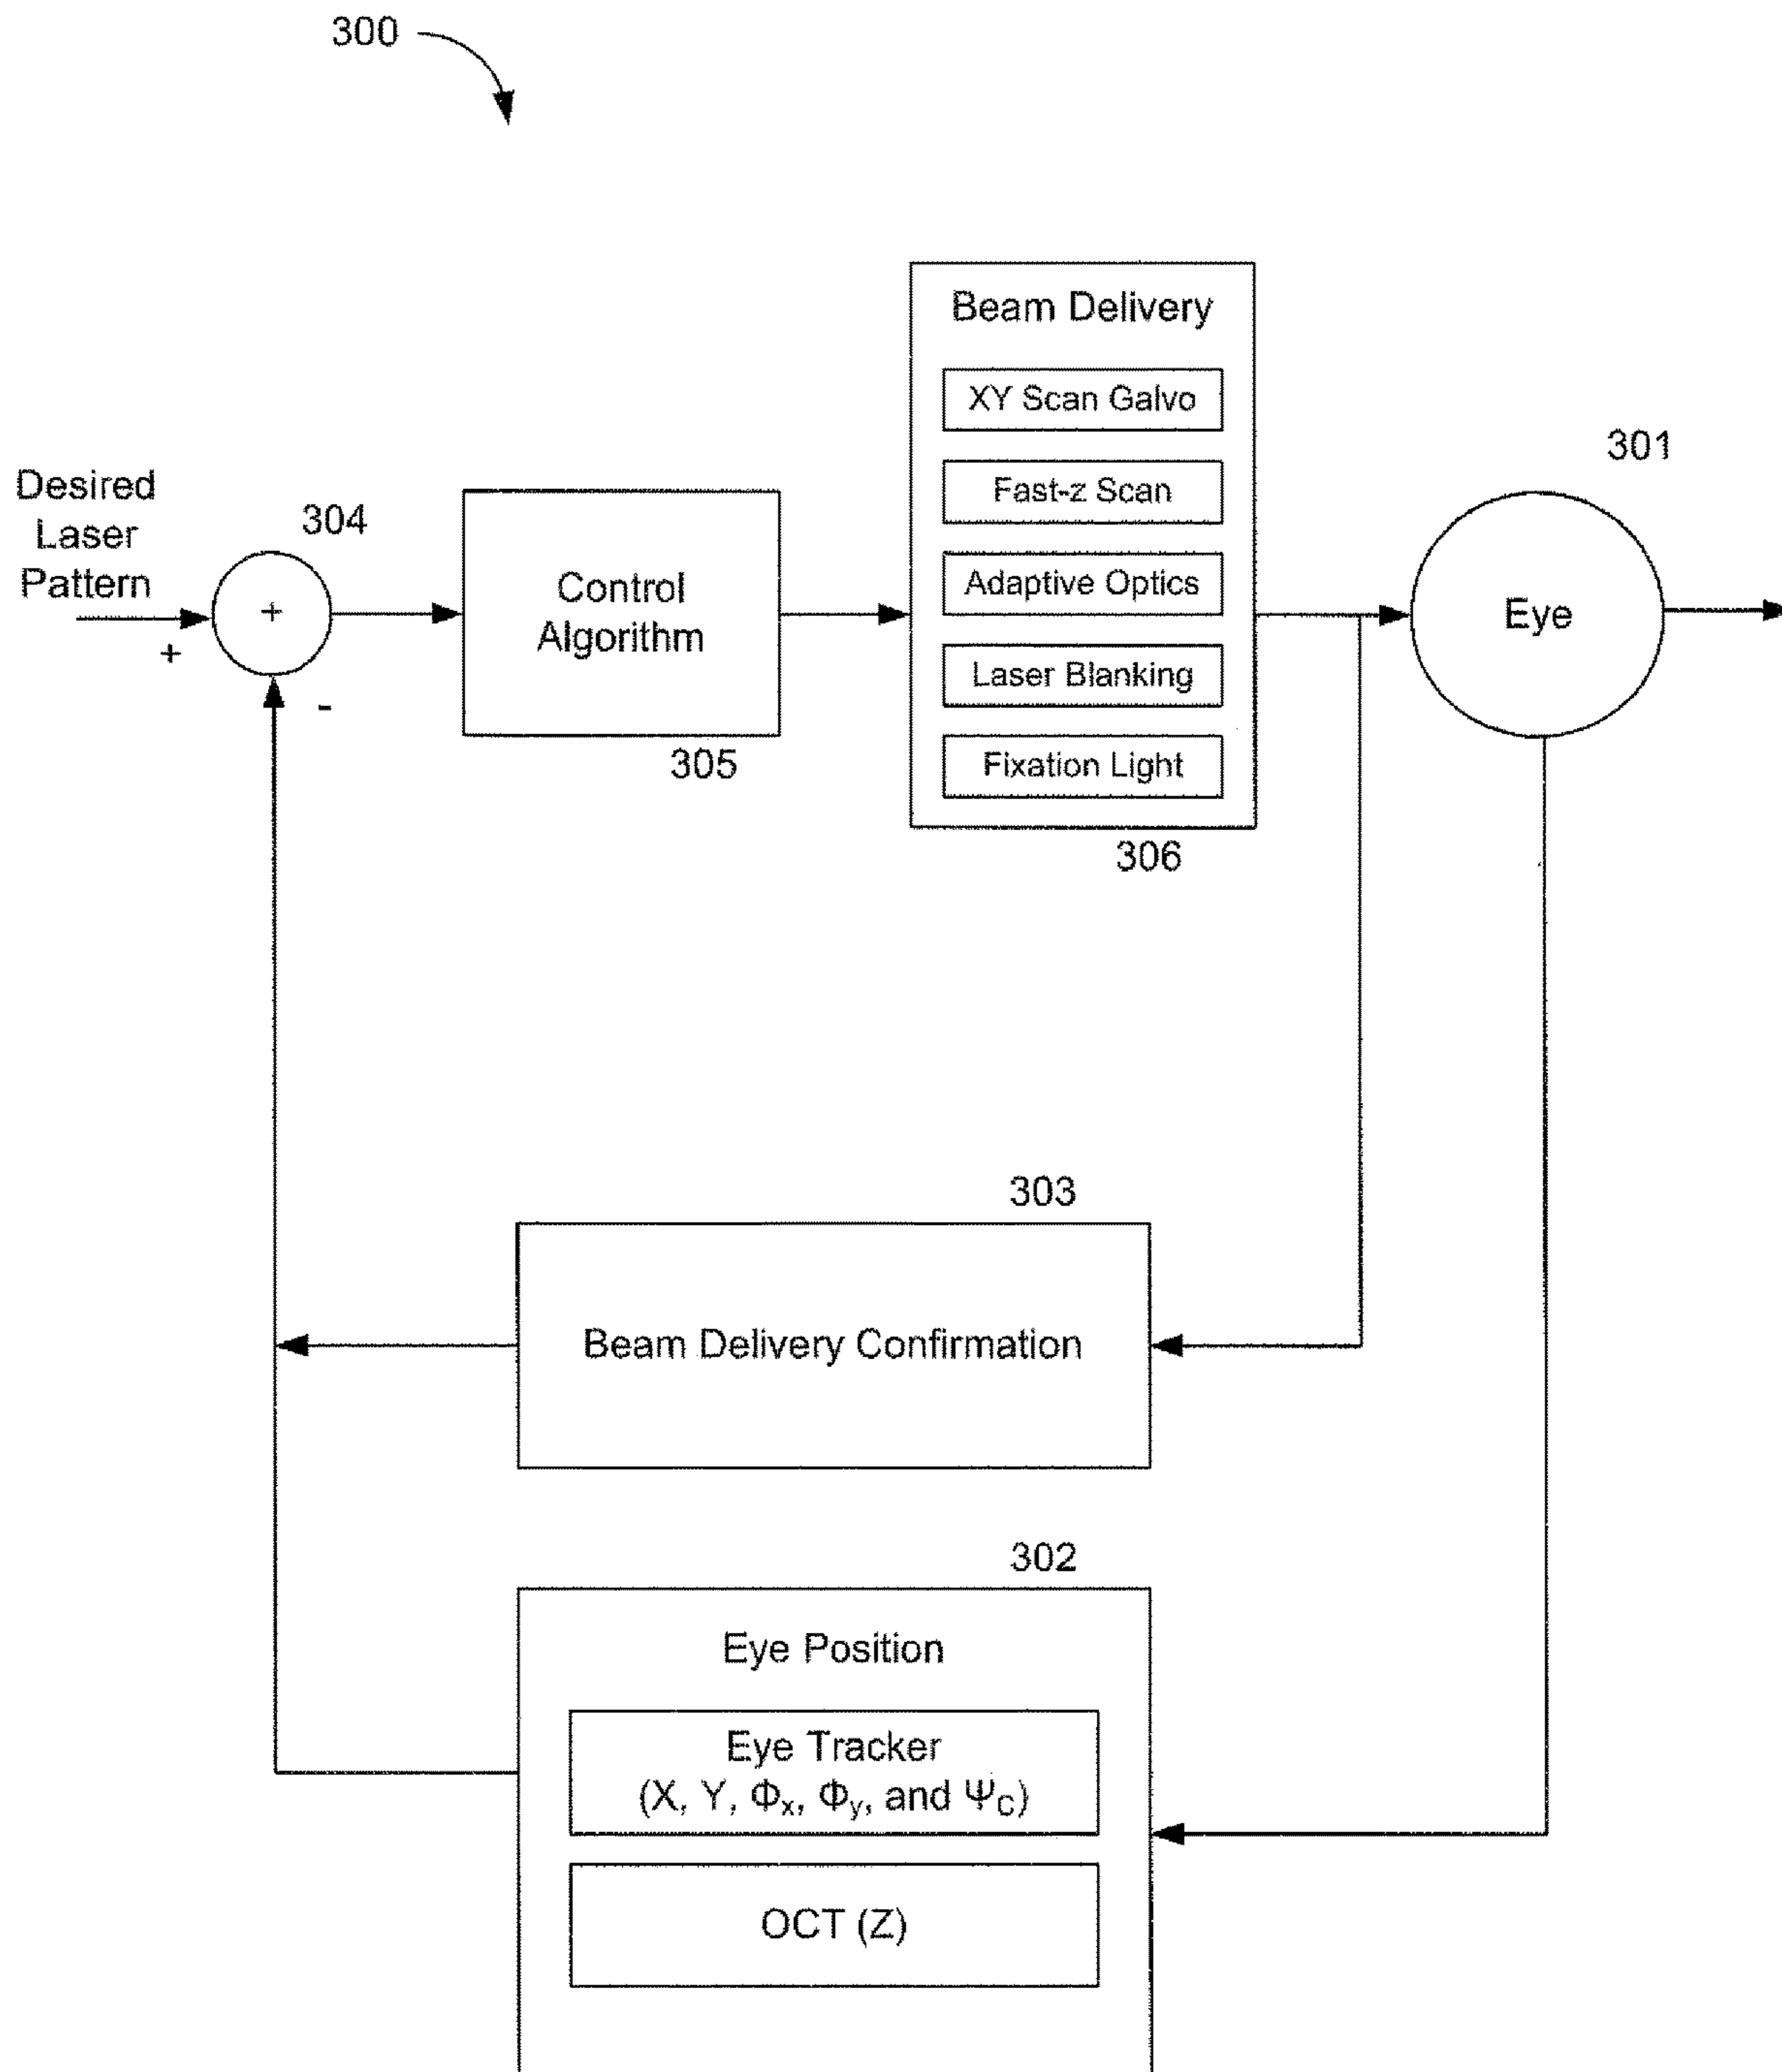 300
Beam Delivery
XY Scan Galvo
Fast-z Scan
Adaptive Optics
Laser Blanking
Fixation Light
306
301
Eye
Desired
Laser
Pattern
+
304
+
-
Control
Algorithm
305
303
Beam Delivery Confirmation
302
Eye Position
Eye Tracker
(X, Y, Φx, Φy, and ΨC)
OCT (Z)